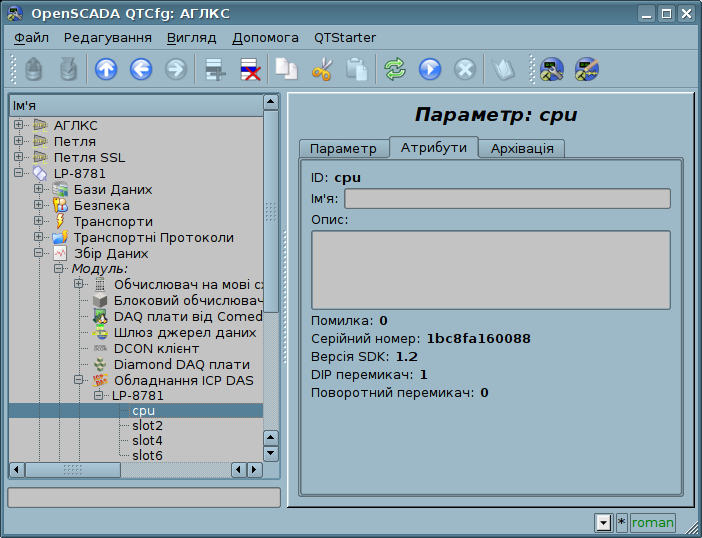 OpenSCADA QTCfg: АГЛКС
Файл Редагування Вигляд Допомога QTStarter
Ім'я
АГЛКС
Петля
Петля SSL
LP-8781
Бази Даних
Безпека
Транспорти
Транспортні Протоколи
Збір Даних
Модуль:
Обчислювач на мові
Блоковий обчислювач
DAQ плати від Comed
Шлюз джерел даних
DCON клієнт
Diamond DAQ плати
Обладнання ICP DAS
LP-8781
cpu
slot2
slot4
slot6
Параметр: cpu
Параметр Атрибути Архівація
ID: cpu
Ім'я:
Опис:
Помилка: 0
Серійний номер: 1bc8fa160088
Версія SDK: 1.2
DIP перемикач: 1
Поворотний перемикач: 0
* roman